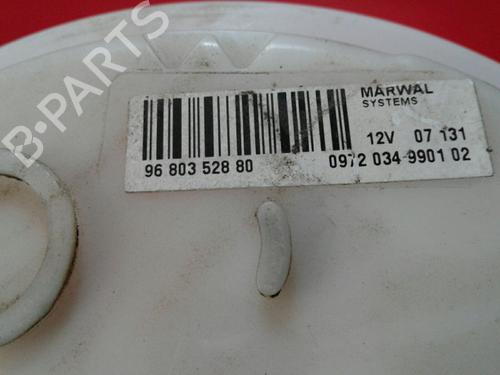 B-PARTS
MARWAL
SYSTEMS
12V 07 131
96 803 528 80
0972 034 9901 02